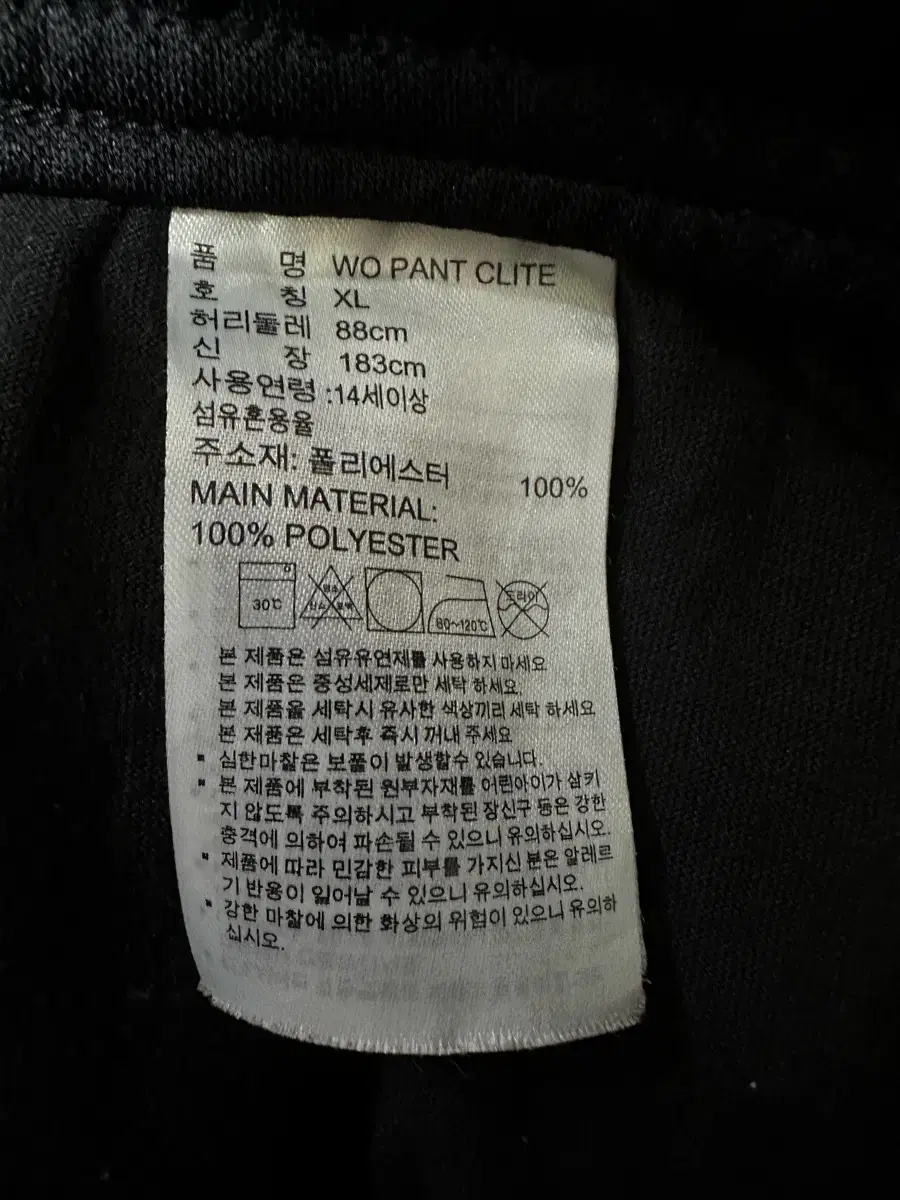 품 명 WO PANT CLITE
호 칭 XL
허리둘레 88cm
신 장 183cm
사용연령 :14세이상
섬유혼용율
주소재: 폴리에스터 100%
MAIN MATERIAL:
100% POLYESTER
30℃ 염소 산소 표백 80~120℃ 드라이
본 제품은 섬유유연제를 사용하지 마세요
본 제품은 중성세제로만 세탁 하세요.
본 제품을 세탁시 유사한 색상끼리 세탁 하세요
본 제품은 세탁후 즉시 꺼내 주세요
* 심한마찰은 보풀이 발생할수 있습니다.
* 본 제품에 부착된 원부자재를 어린아이가 삼키
지 않도록 주의하시고 부착된 장신구 등은 강한
충격에 의하여 파손될 수 있으니 유의하십시오.
* 제품에 따라 민감한 피부를 가지신 분은 알레르
기 반응이 일어날 수 있으니 유의하십시오.
* 강한 마찰에 의한 화상의 위험이 있으니 유의하
십시오.